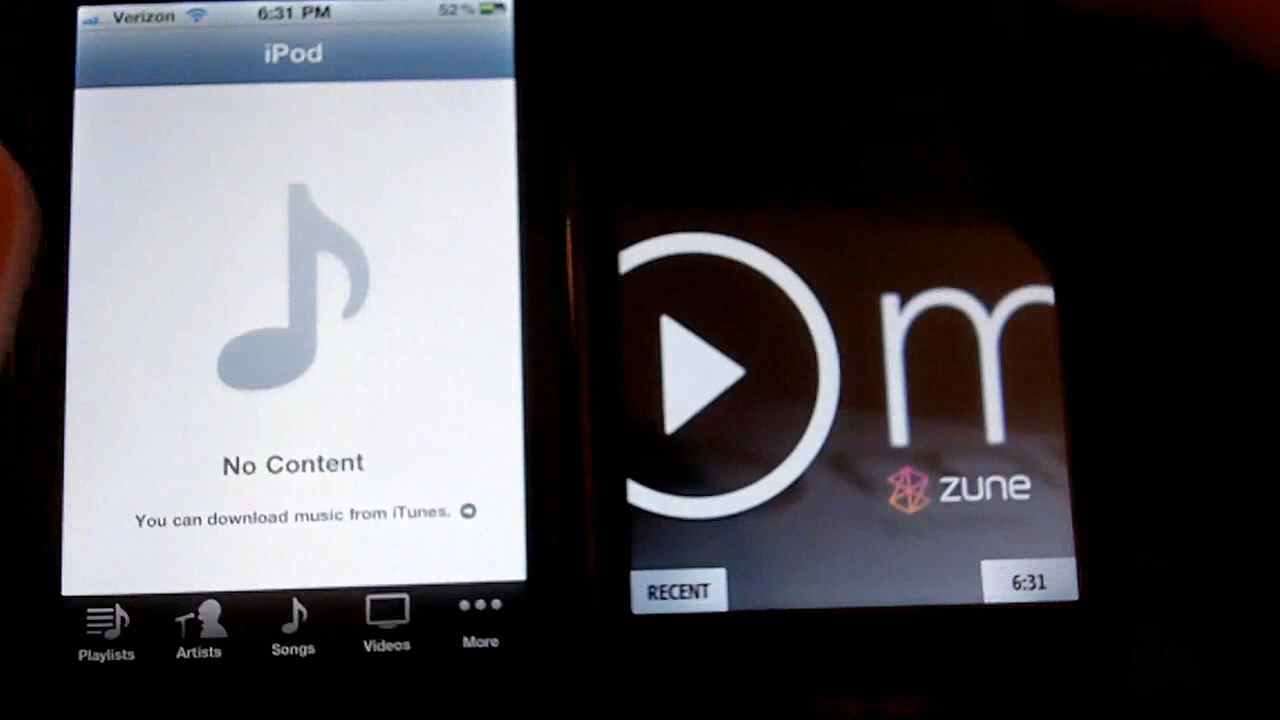 Verizon 6:31 PM 52%
iPod
No Content
You can download music from iTunes.
Playlists Artists Songs Videos More
m
zune
RECENT 6:31